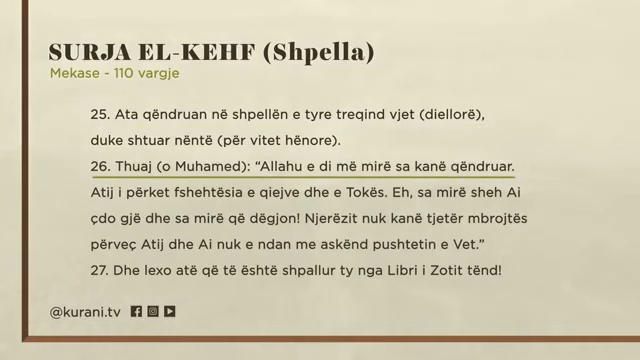 SURJA EL-KEHF (Shpella)
Mekase - 110 vargje
25. Ata qëndruan në shpellën e tyre treqind vjet (diellorë),
duke shtuar nëntë (për vitet hënore).
26. Thuaj (o Muhamed): “Allahu e di më mirë sa kanë qëndruar.
Atij i përket fshehtësia e qiejve dhe e Tokës. Eh, sa mirë sheh Ai
çdo gjë dhe sa mirë që dëgjon! Njerëzit nuk kanë tjetër mbrojtës
përveç Atij dhe Ai nuk e ndan me askënd pushtetin e Vet.”
27. Dhe lexo atë që të është shpallur ty nga Libri i Zotit tënd!
@kurani.tv